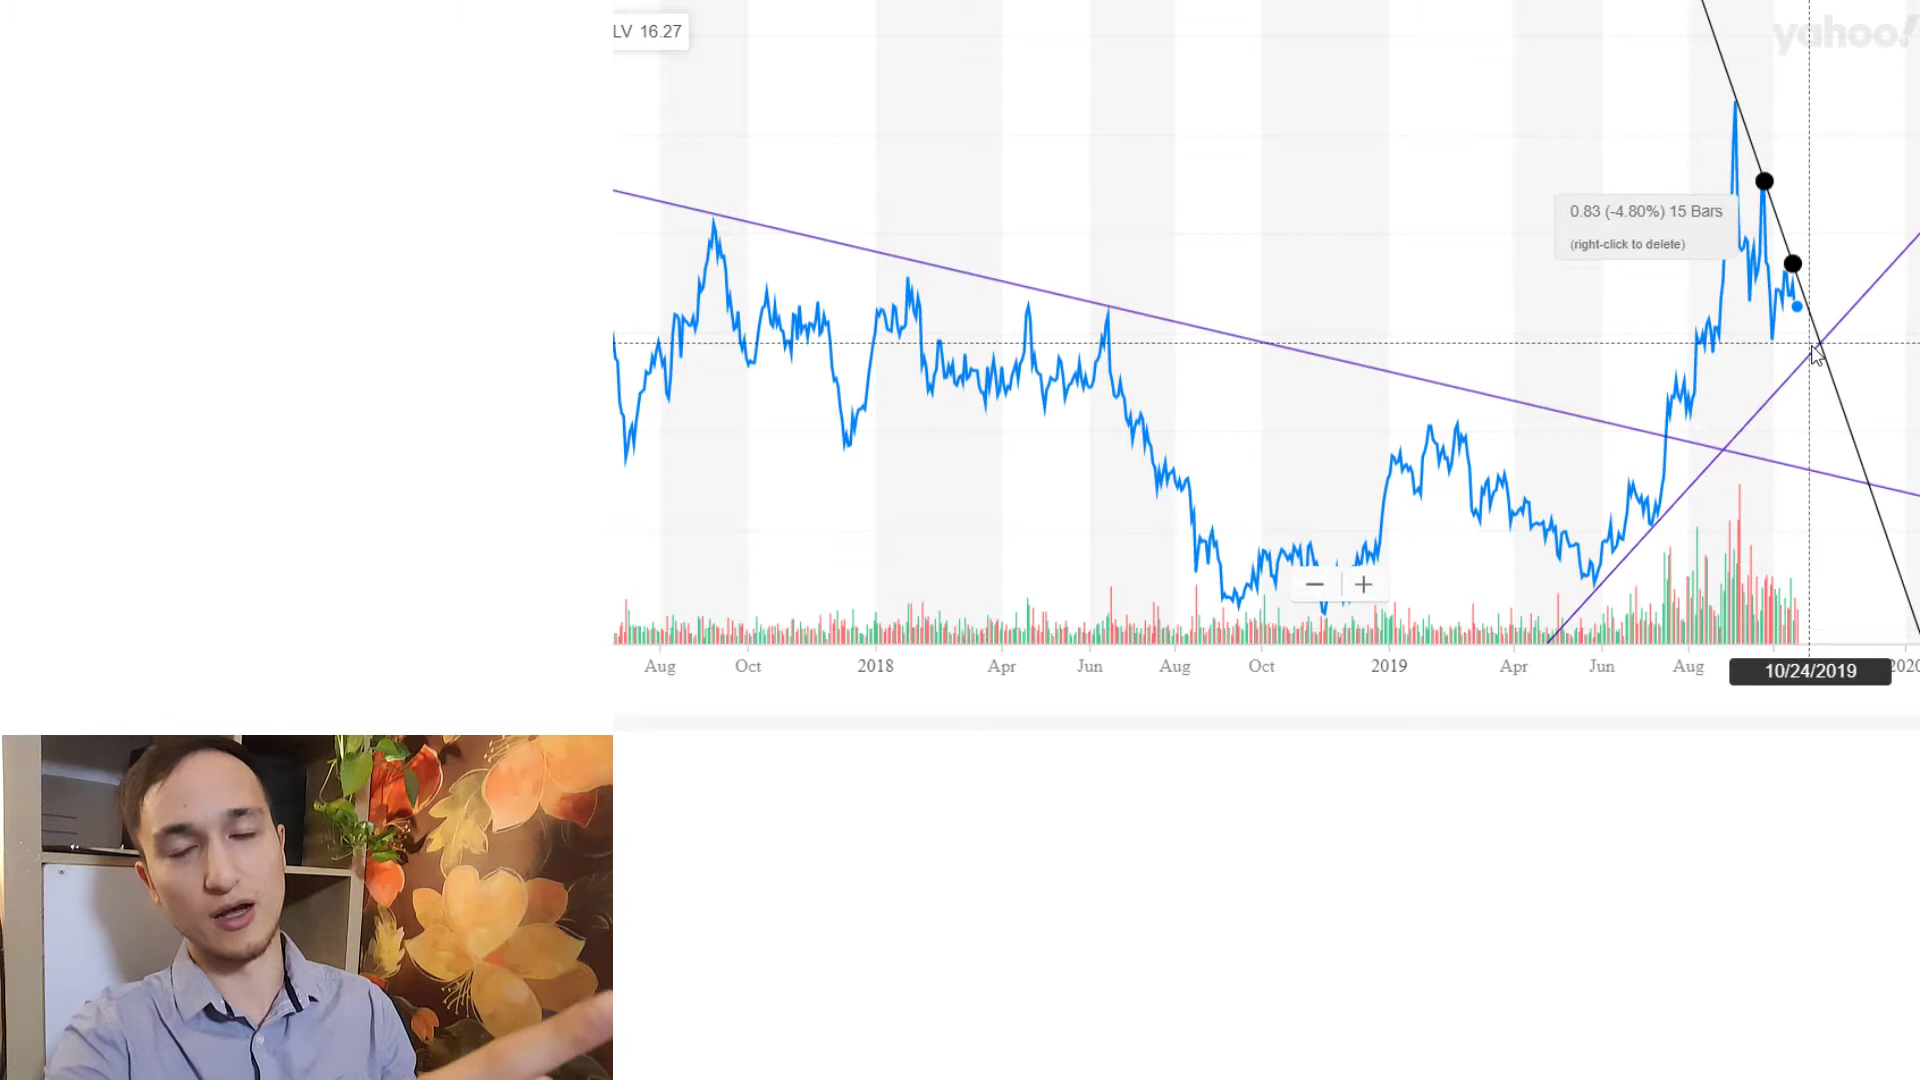 LV 16.27
yahoo!
0.83 (-4.80%) 15 Bars
(right-click to delete)
− +
Aug Oct 2018 Apr Jun Aug Oct 2019 Apr Jun Aug 10/24/2019 2020